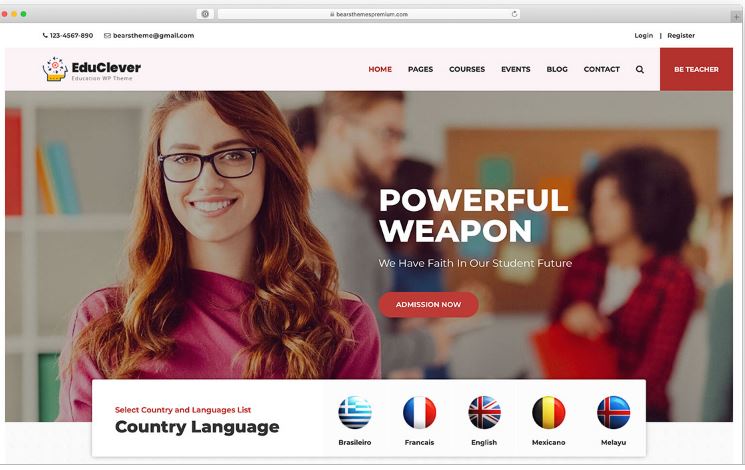 bearsthemespremium.com
123-4567-890 bearstheme@gmail.com Login | Register
EduClever
Education WP Theme
HOME PAGES COURSES EVENTS BLOG CONTACT BE TEACHER
POWERFUL
WEAPON
We Have Faith In Our Student Future
ADMISSION NOW
Select Country and Languages List
Country Language
Brasileiro Francais English Mexicano Melayu